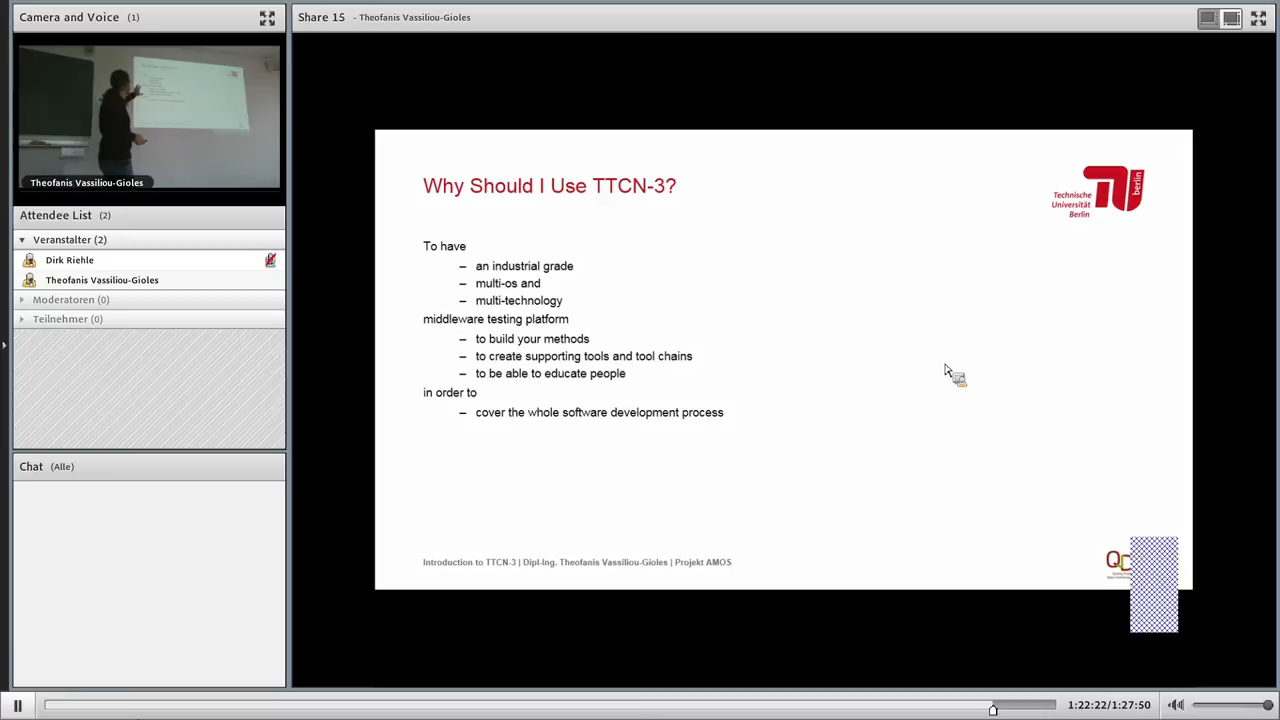 Camera and Voice (1)
Theofanis Vassiliou-Gioles
Attendee List (2)
Veranstalter (2)
Dirk Riehle
Theofanis Vassiliou-Gioles
Moderatoren (0)
Teilnehmer (0)
Chat (Alle)
Share 15 - Theofanis Vassiliou-Gioles
Why Should I Use TTCN-3?
Technische
Universität
Berlin
berlin
To have
– an industrial grade
– multi-os and
– multi-technology
middleware testing platform
– to build your methods
– to create supporting tools and tool chains
– to be able to educate people
in order to
– cover the whole software development process
Introduction to TTCN-3 | Dipl-Ing. Theofanis Vassiliou-Gioles | Projekt AMOS
1:22:22/1:27:50